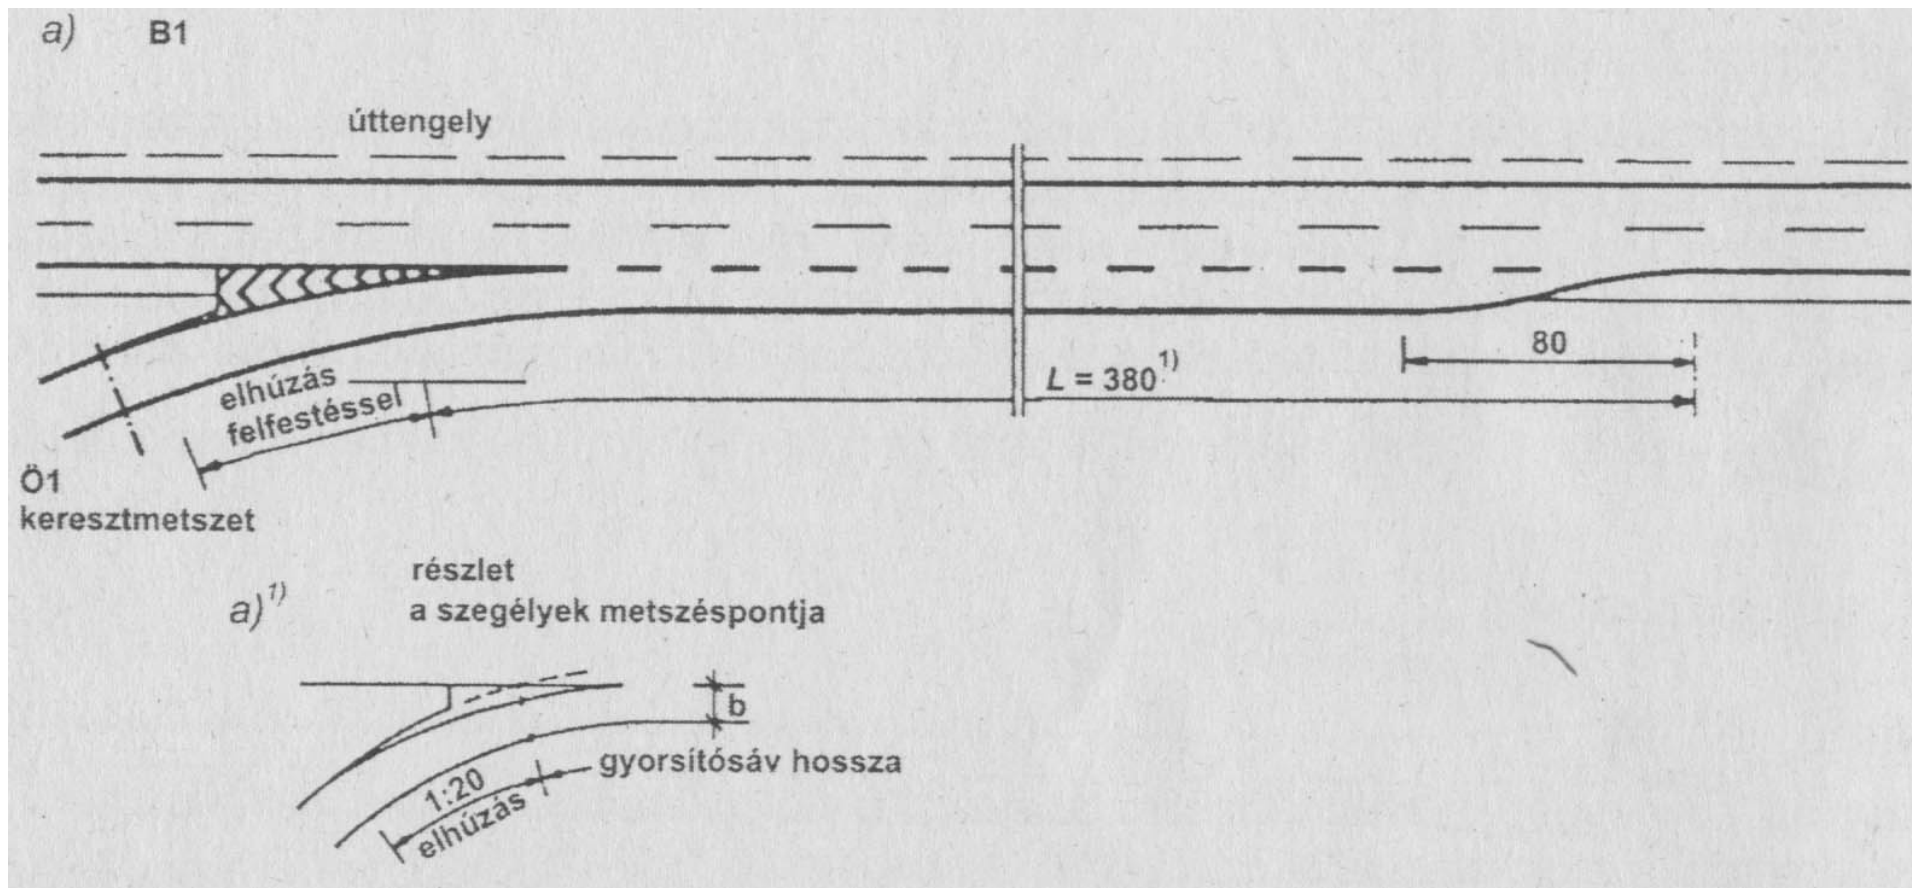 a) B1
úttengely
80
L = 380 1)
elhúzás
felfestéssel
Ö1
keresztmetszet
részlet
a)1)
a szegélyek metszéspontja
b
gyorsítósáv hossza
1:20
elhúzás